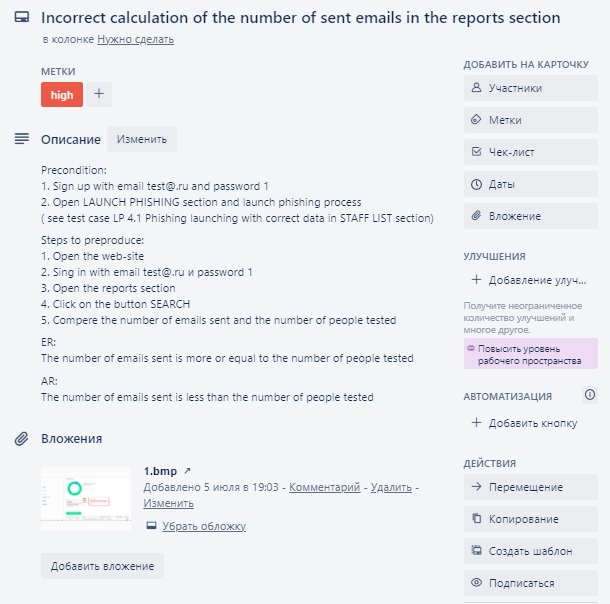 Incorrect calculation of the number of sent emails in the reports section
в колонке Нужно сделать
МЕТКИ
high
Описание
Изменить
Precondition:
1. Sign up with email test@.ru and password 1
2. Open LAUNCH PHISHING section and launch phishing process
( see test case LP 4.1 Phishing launching with correct data in STAFF LIST section)
Steps to preproduce:
1. Open the web-site
2. Sing in with email test@.ru и password 1
3. Open the reports section
4. Click on the button SEARCH
5. Compere the number of emails sent and the number of people tested
ER:
The number of emails sent is more or equal to the number of people tested
AR:
The number of emails sent is less than the number of people tested
Вложения
1.bmp ↗
Добавлено 5 июля в 19:03 - Комментарий - Удалить -
Изменить
Убрать обложку
Добавить вложение
ДОБАВИТЬ НА КАРТОЧКУ
Участники
Метки
Чек-лист
Даты
Вложение
УЛУЧШЕНИЯ
+ Добавление улуч...
Получите неограниченное
количество улучшений и
многое другое.
Повысить уровень
рабочего пространства
АВТОМАТИЗАЦИЯ
+ Добавить кнопку
ДЕЙСТВИЯ
Перемещение
Копирование
Создать шаблон
Подписаться